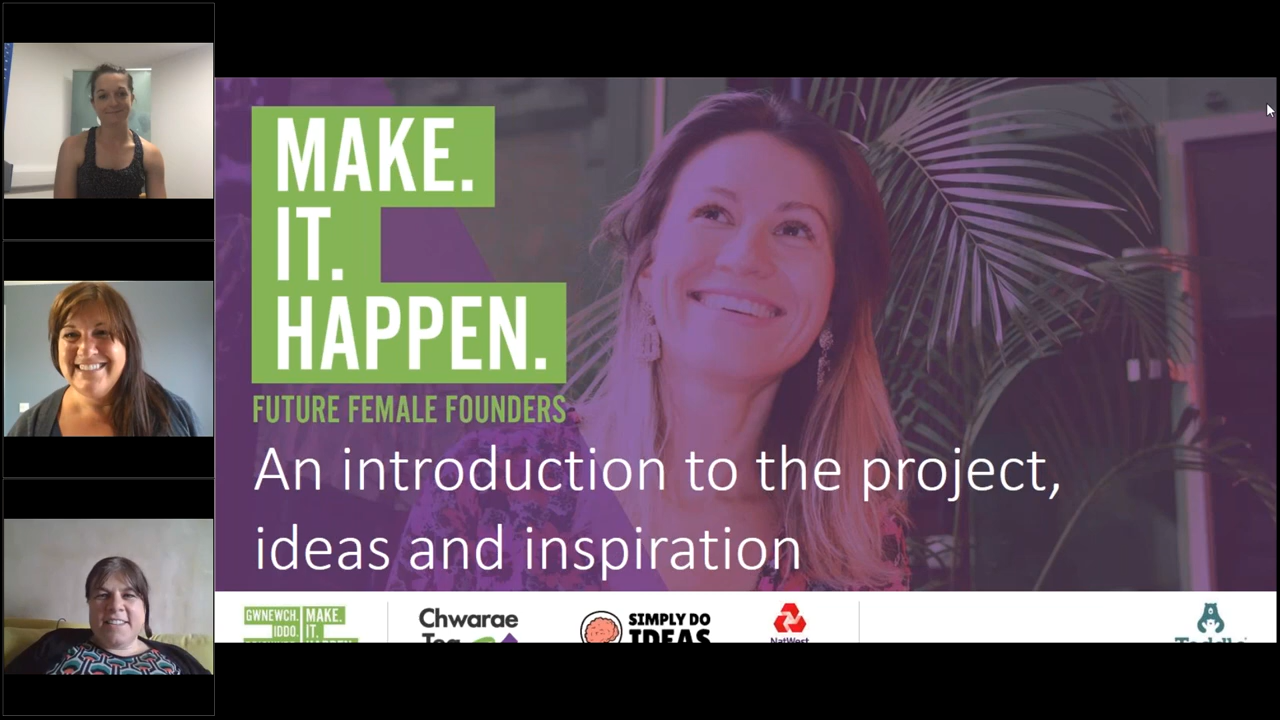 MAKE.
IT.
HAPPEN.
FUTURE FEMALE FOUNDERS
An introduction to the project,
ideas and inspiration
GWNEWCH. MAKE.
IDDO. IT.
Chwarae
Teg
SIMPLY DO
IDEAS
NatWest